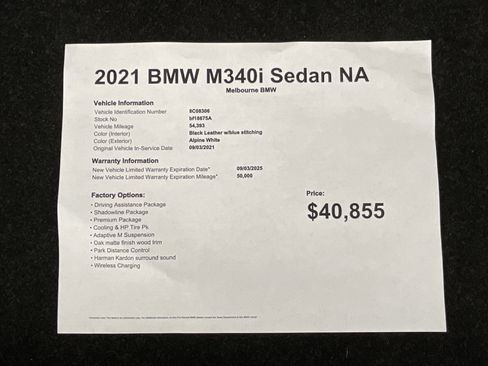 2021 BMW M340i Sedan NA
Melbourne BMW
Vehicle Information
Vehicle Identification Number 8C08306
Stock No bf18675A
Vehicle Mileage 54,393
Color (Interior) Black Leather w/blue stitching
Color (Exterior) Alpine White
Original Vehicle In-Service Date 09/03/2021
Warranty Information
New Vehicle Limited Warranty Expiration Date* 09/03/2025
New Vehicle Limited Warranty Expiration Mileage* 50,000
Factory Options:
• Driving Assistance Package
• Shadowline Package
• Premium Package
• Cooling & HP Tire Pk
• Adaptive M Suspension
• Oak matte finish wood trim
• Park Distance Control
• Harman Kardon surround sound
• Wireless Charging
Price:
$40,855